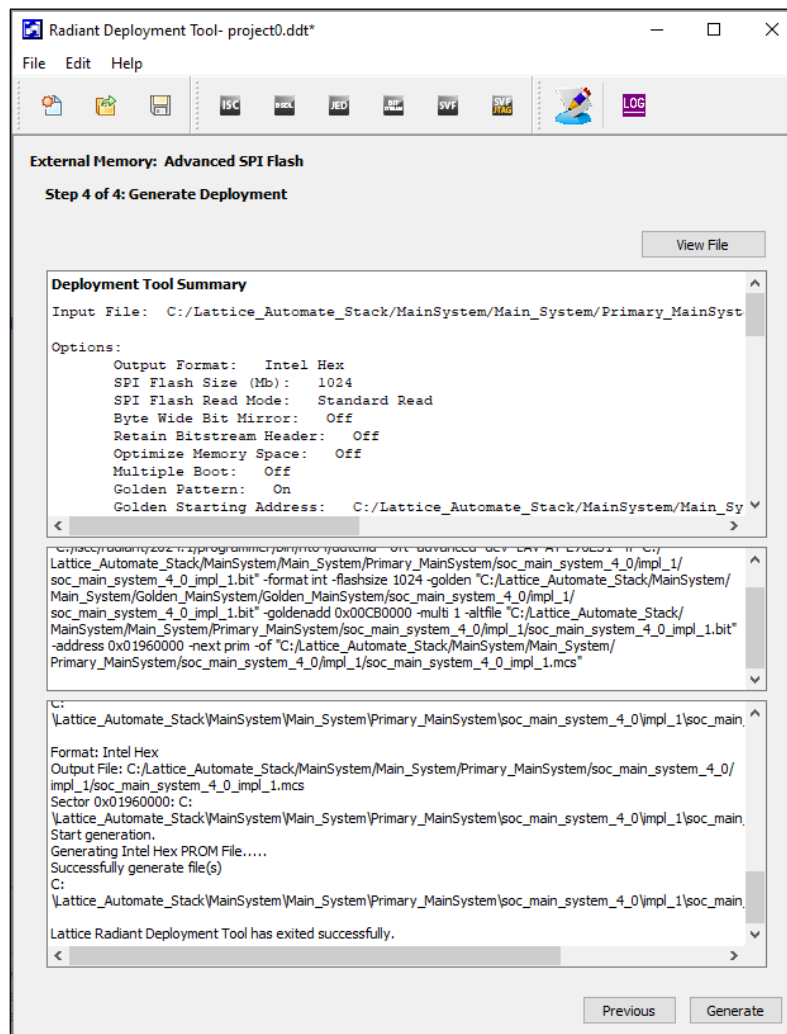 Radiant Deployment Tool- project0.ddt*
File Edit Help
ISC BSDL JED BIT STREAM SVF SVF JTAG LOG
External Memory: Advanced SPI Flash
Step 4 of 4: Generate Deployment
View File
Deployment Tool Summary
Input File: C:/Lattice_Automate_Stack/MainSystem/Main_System/Primary_MainSyst
Options:
Output Format: Intel Hex
SPI Flash Size (Mb): 1024
SPI Flash Read Mode: Standard Read
Byte Wide Bit Mirror: Off
Retain Bitstream Header: Off
Optimize Memory Space: Off
Multiple Boot: Off
Golden Pattern: On
Golden Starting Address: C:/Lattice_Automate_Stack/MainSystem/Main_Sy
Lattice_Automate_Stack/MainSystem/Main_System/Primary_MainSystem/soc_main_system_4_0/impl_1/
soc_main_system_4_0_impl_1.bit" -format int -flashsize 1024 -golden "C:/Lattice_Automate_Stack/MainSystem/
Main_System/Golden_MainSystem/Golden_MainSystem/soc_main_system_4_0/impl_1/
soc_main_system_4_0_impl_1.bit" -goldenadd 0x00CB0000 -multi 1 -altfile "C:/Lattice_Automate_Stack/
MainSystem/Main_System/Primary_MainSystem/soc_main_system_4_0/impl_1/soc_main_system_4_0_impl_1.bit"
-address 0x01960000 -next prim -of "C:/Lattice_Automate_Stack/MainSystem/Main_System/
Primary_MainSystem/soc_main_system_4_0/impl_1/soc_main_system_4_0_impl_1.mcs"
C:
\Lattice_Automate_Stack\MainSystem\Main_System\Primary_MainSystem\soc_main_system_4_0\impl_1\soc_main_
Format: Intel Hex
Output File: C:/Lattice_Automate_Stack/MainSystem/Main_System/Primary_MainSystem/soc_main_system_4_0/
impl_1/soc_main_system_4_0_impl_1.mcs
Sector 0x01960000: C:
\Lattice_Automate_Stack\MainSystem\Main_System\Primary_MainSystem\soc_main_system_4_0\impl_1\soc_main_
Start generation.
Generating Intel Hex PROM File.....
Successfully generate file(s)
C:
\Lattice_Automate_Stack\MainSystem\Main_System\Primary_MainSystem\soc_main_system_4_0\impl_1\soc_main_
Lattice Radiant Deployment Tool has exited successfully.
Previous Generate